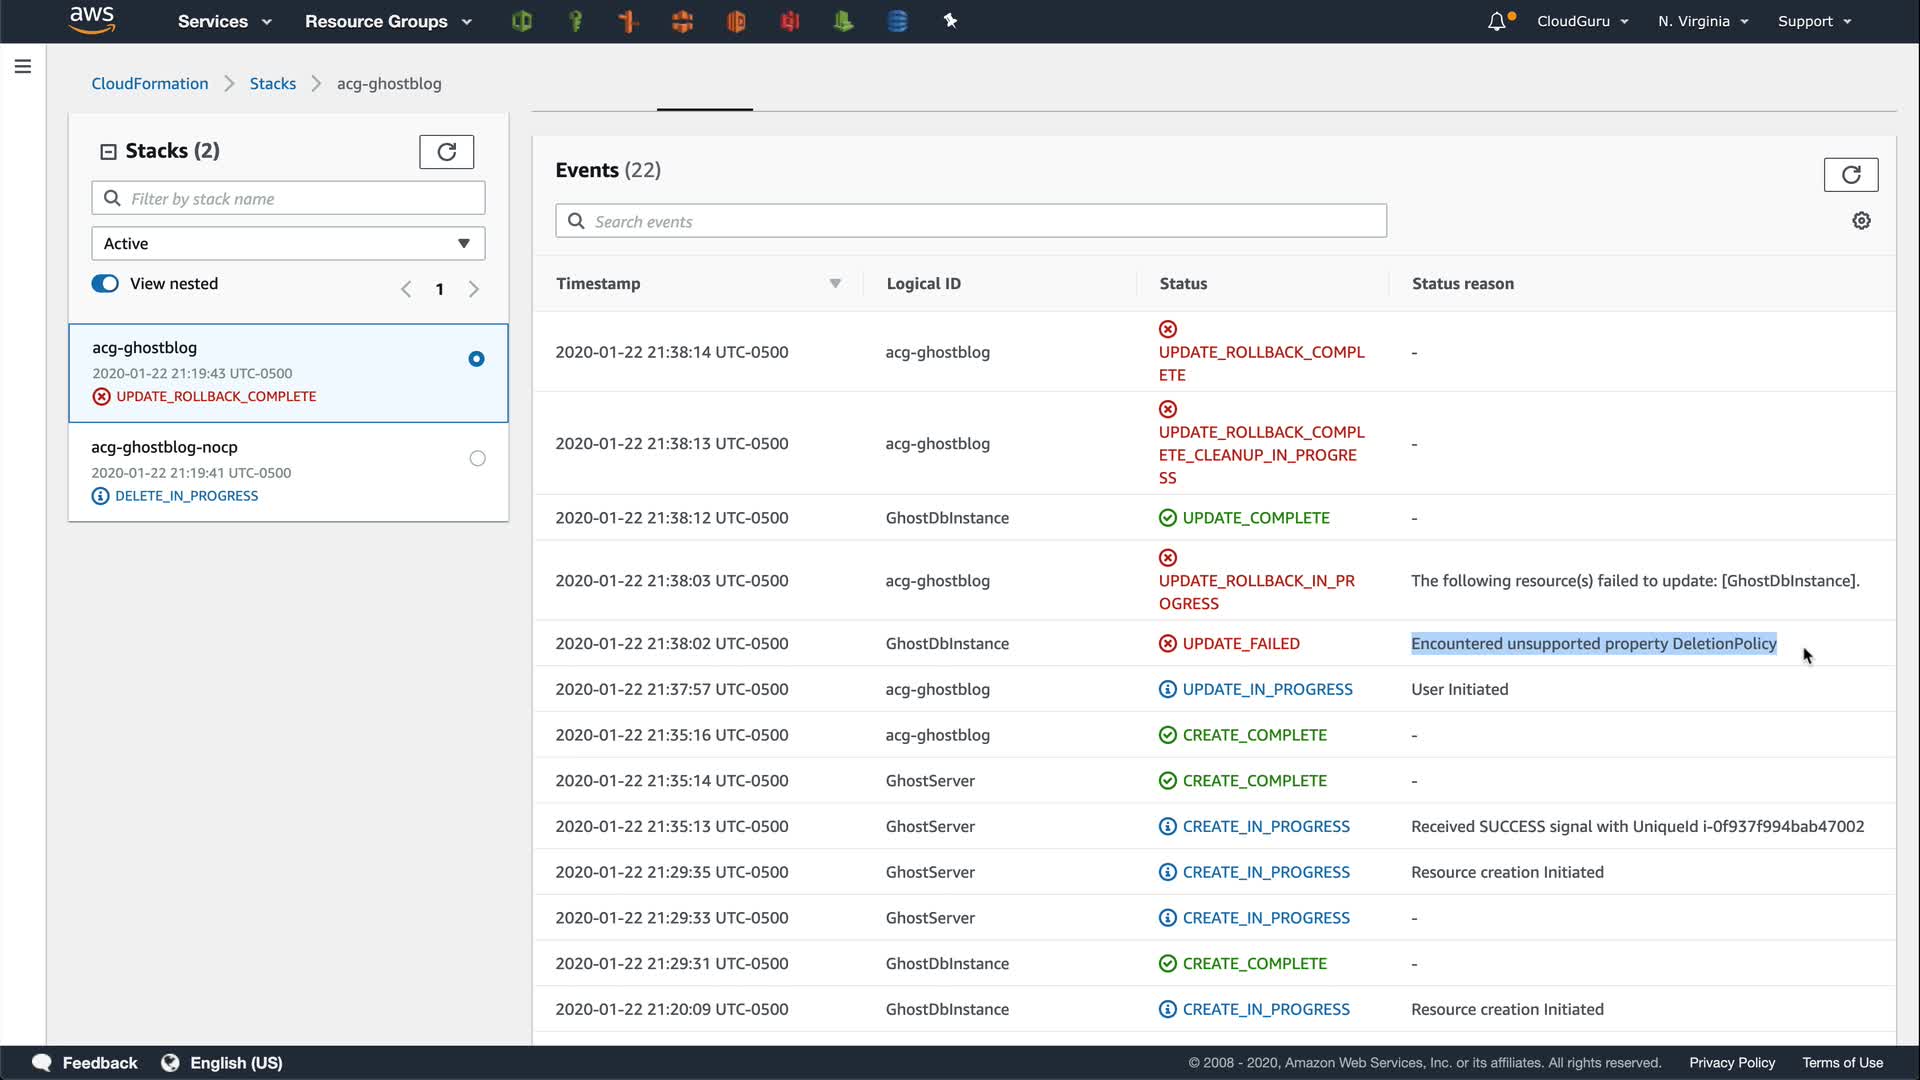 aws Services Resource Groups CloudGuru N. Virginia Support
CloudFormation Stacks acg-ghostblog
Stacks (2)
Filter by stack name
Active
View nested
1
acg-ghostblog
2020-01-22 21:19:43 UTC-0500
UPDATE_ROLLBACK_COMPLETE
acg-ghostblog-nocp
2020-01-22 21:19:41 UTC-0500
DELETE_IN_PROGRESS
Events (22)
Search events
Timestamp Logical ID Status Status reason
2020-01-22 21:38:14 UTC-0500 acg-ghostblog UPDATE_ROLLBACK_COMPL -
ETE
2020-01-22 21:38:13 UTC-0500 acg-ghostblog UPDATE_ROLLBACK_COMPL -
ETE_CLEANUP_IN_PROGRE
SS
2020-01-22 21:38:12 UTC-0500 GhostDbInstance UPDATE_COMPLETE -
2020-01-22 21:38:03 UTC-0500 acg-ghostblog UPDATE_ROLLBACK_IN_PR The following resource(s) failed to update: [GhostDbInstance].
OGRESS
2020-01-22 21:38:02 UTC-0500 GhostDbInstance UPDATE_FAILED Encountered unsupported property DeletionPolicy
2020-01-22 21:37:57 UTC-0500 acg-ghostblog UPDATE_IN_PROGRESS User Initiated
2020-01-22 21:35:16 UTC-0500 acg-ghostblog CREATE_COMPLETE -
2020-01-22 21:35:14 UTC-0500 GhostServer CREATE_COMPLETE -
2020-01-22 21:35:13 UTC-0500 GhostServer CREATE_IN_PROGRESS Received SUCCESS signal with UniqueId i-0f937f994bab47002
2020-01-22 21:29:35 UTC-0500 GhostServer CREATE_IN_PROGRESS Resource creation Initiated
2020-01-22 21:29:33 UTC-0500 GhostServer CREATE_IN_PROGRESS -
2020-01-22 21:29:31 UTC-0500 GhostDbInstance CREATE_COMPLETE -
2020-01-22 21:20:09 UTC-0500 GhostDbInstance CREATE_IN_PROGRESS Resource creation Initiated
Feedback English (US) © 2008 - 2020, Amazon Web Services, Inc. or its affiliates. All rights reserved. Privacy Policy Terms of Use